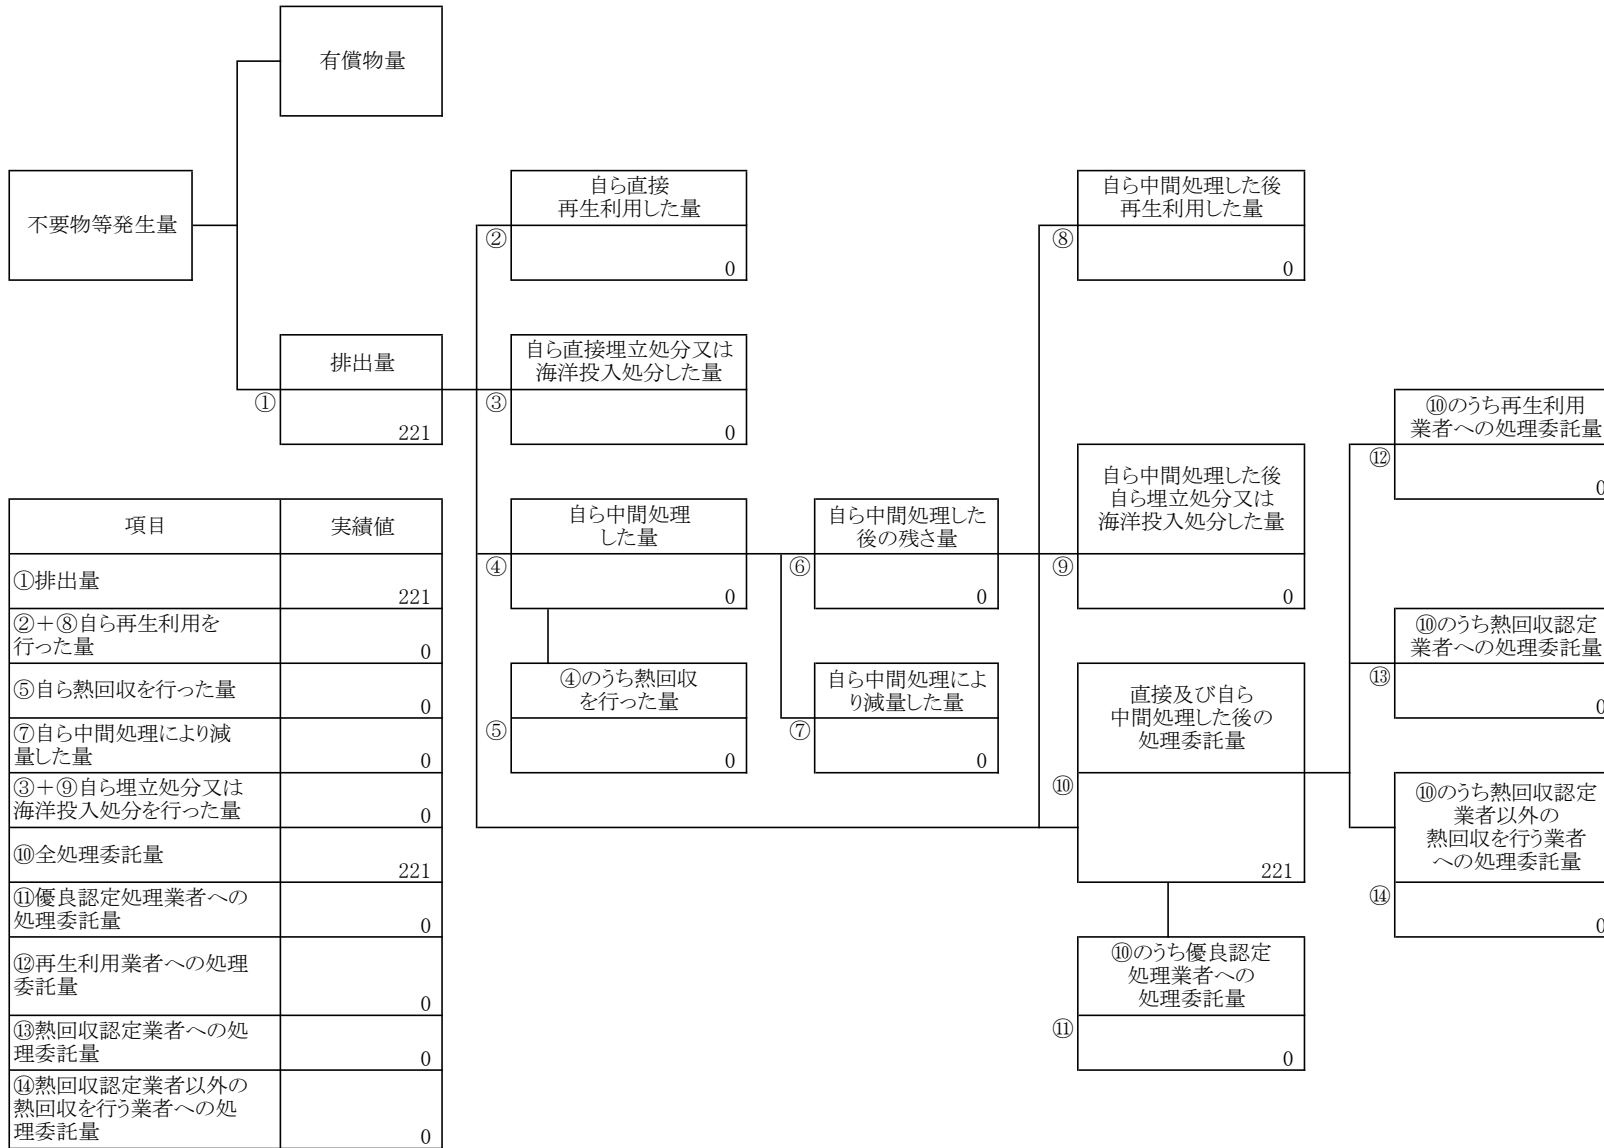 有償物量
不要物等発生量
自ら直接
再生利用した量
②
0
自ら中間処理した後
再生利用した量
⑧
0
排出量
①
221
自ら直接埋立処分又は
海洋投入処分した量
③
0
⑩のうち再生利用
業者への処理委託量
⑫
0
自ら中間処理
した量
④
0
自ら中間処理した
後の残さ量
⑥
0
自ら中間処理した後
自ら埋立処分又は
海洋投入処分した量
⑨
0
⑩のうち熱回収認定
業者への処理委託量
⑬
0
④のうち熱回収
を行った量
⑤
0
自ら中間処理によ
り減量した量
⑦
0
直接及び自ら
中間処理した後の
処理委託量
⑩
221
⑩のうち熱回収認定
業者以外の
熱回収を行う業者
への処理委託量
⑭
0
⑩のうち優良認定
処理業者への
処理委託量
⑪
0
項目 実績値
①排出量
221
②＋⑧自ら再生利用を
行った量
0
⑤自ら熱回収を行った量
0
⑦自ら中間処理により減
量した量
0
③＋⑨自ら埋立処分又は
海洋投入処分を行った量
0
⑩全処理委託量
221
⑪優良認定処理業者への
処理委託量
0
⑫再生利用業者への処理
委託量
0
⑬熱回収認定業者への処
理委託量
0
⑭熱回収認定業者以外の
熱回収を行う業者への処
理委託量
0